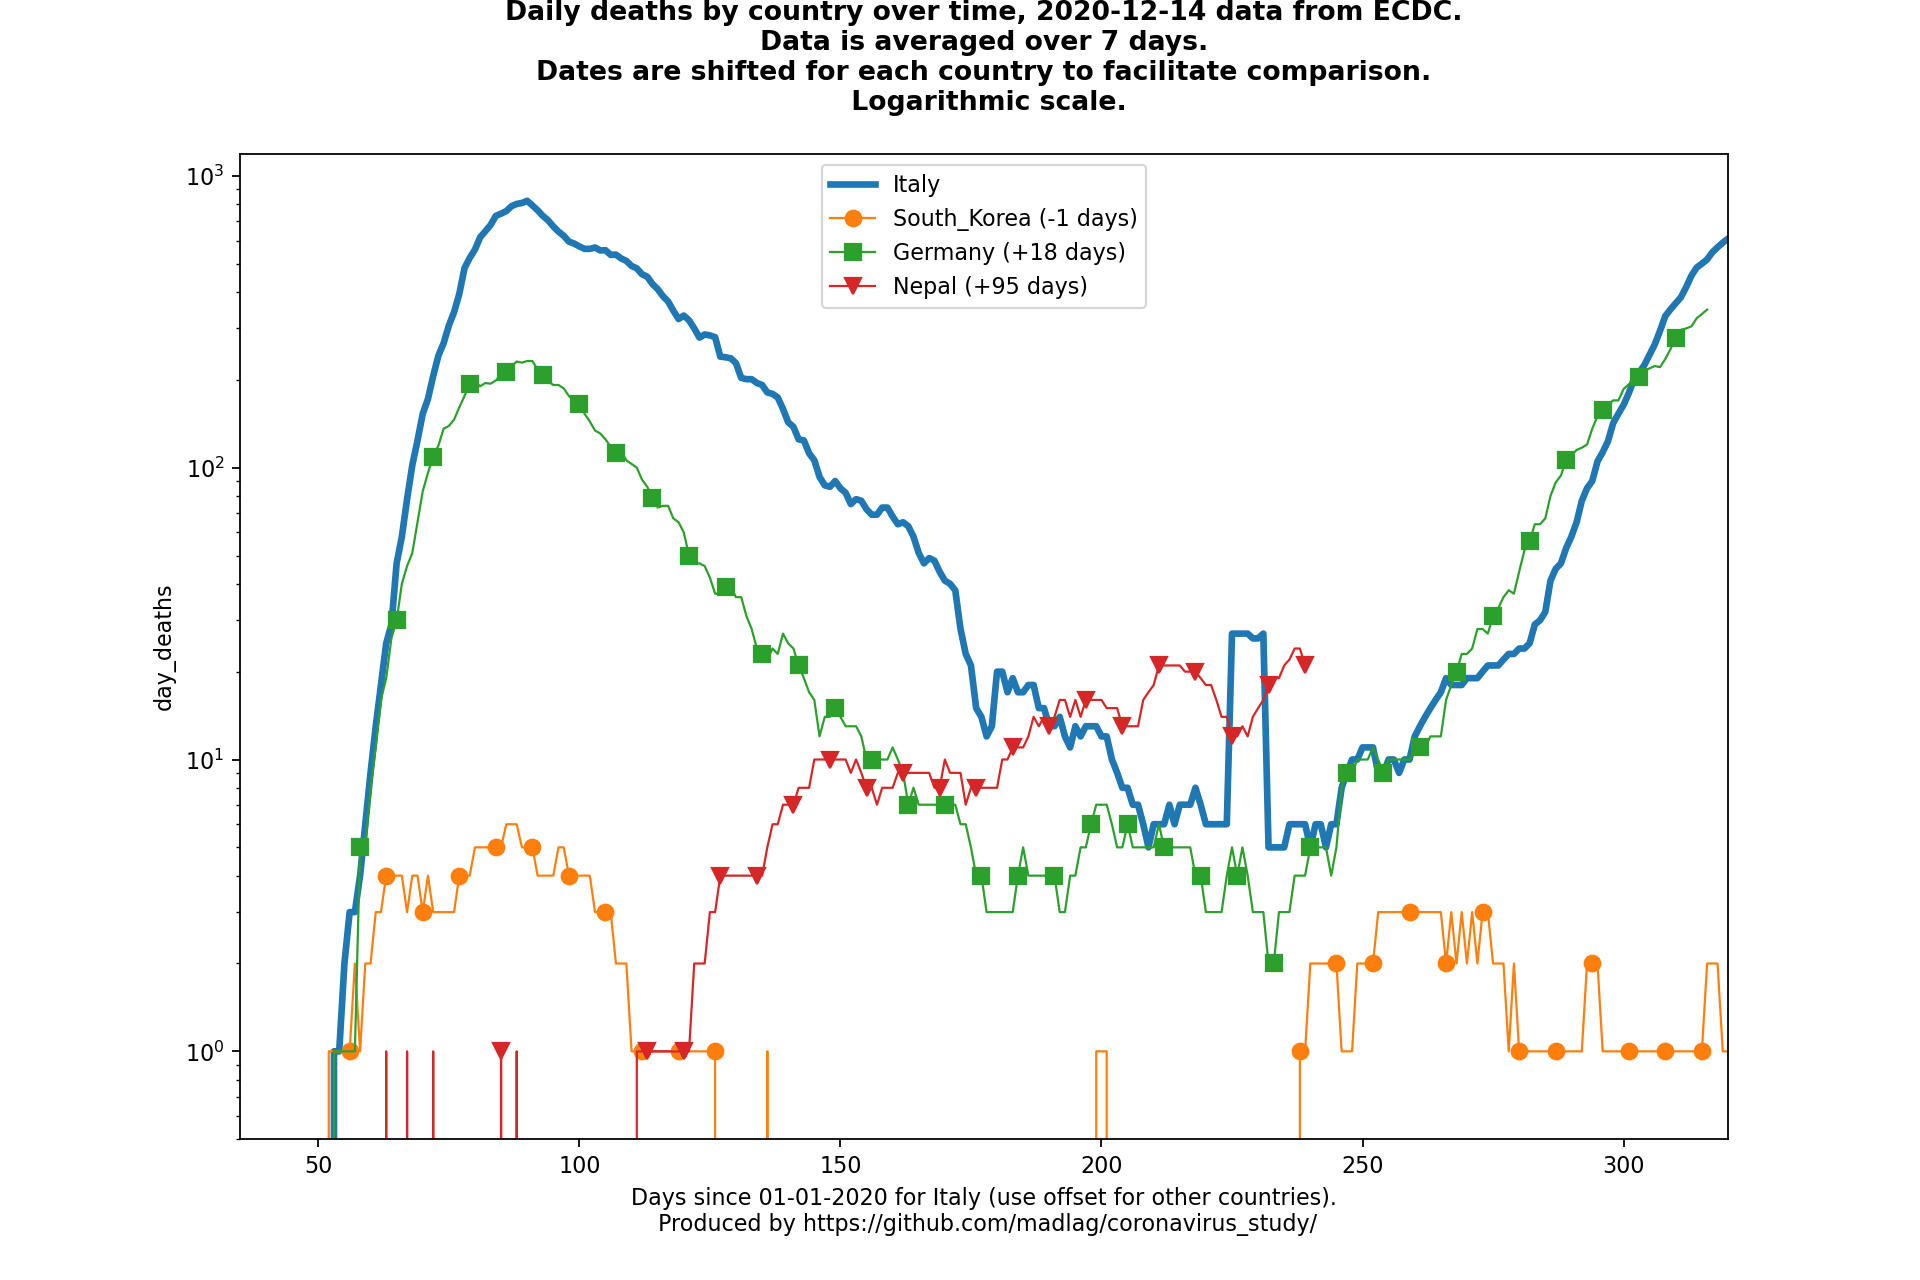 Daily deaths by country over time, 2020-12-14 data from ECDC.
Data is averaged over 7 days.
Dates are shifted for each country to facilitate comparison.
Logarithmic scale.
10³
Italy
South_Korea (-1 days)
Germany (+18 days)
Nepal (+95 days)
10²
day_deaths
10¹
10⁰
50 100 150 200 250 300
Days since 01-01-2020 for Italy (use offset for other countries).
Produced by https://github.com/madlag/coronavirus_study/